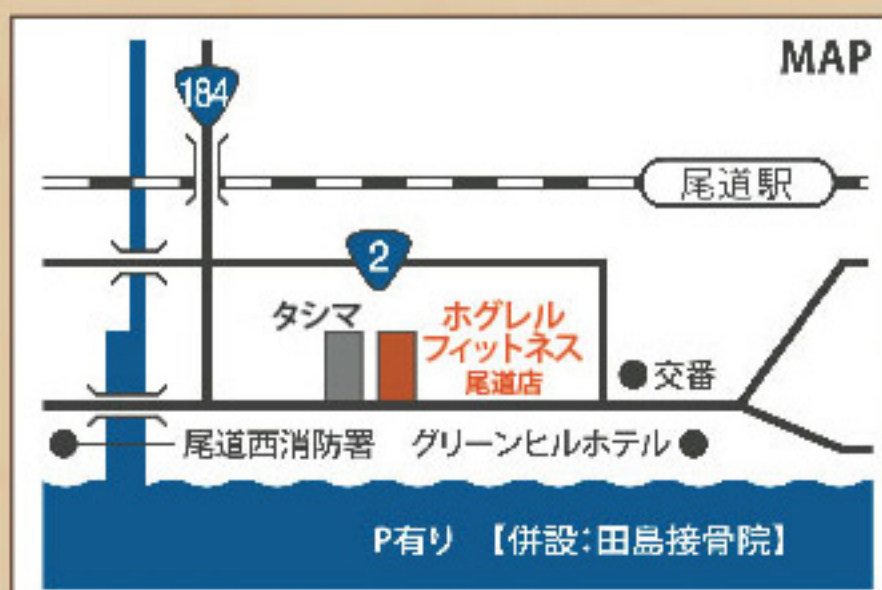 MAP
184
尾道駅
2
タシマ
ホグレル
フィットネス
尾道店
交番
尾道西消防署
グリーンヒルホテル
P有り 【併設:田島接骨院】